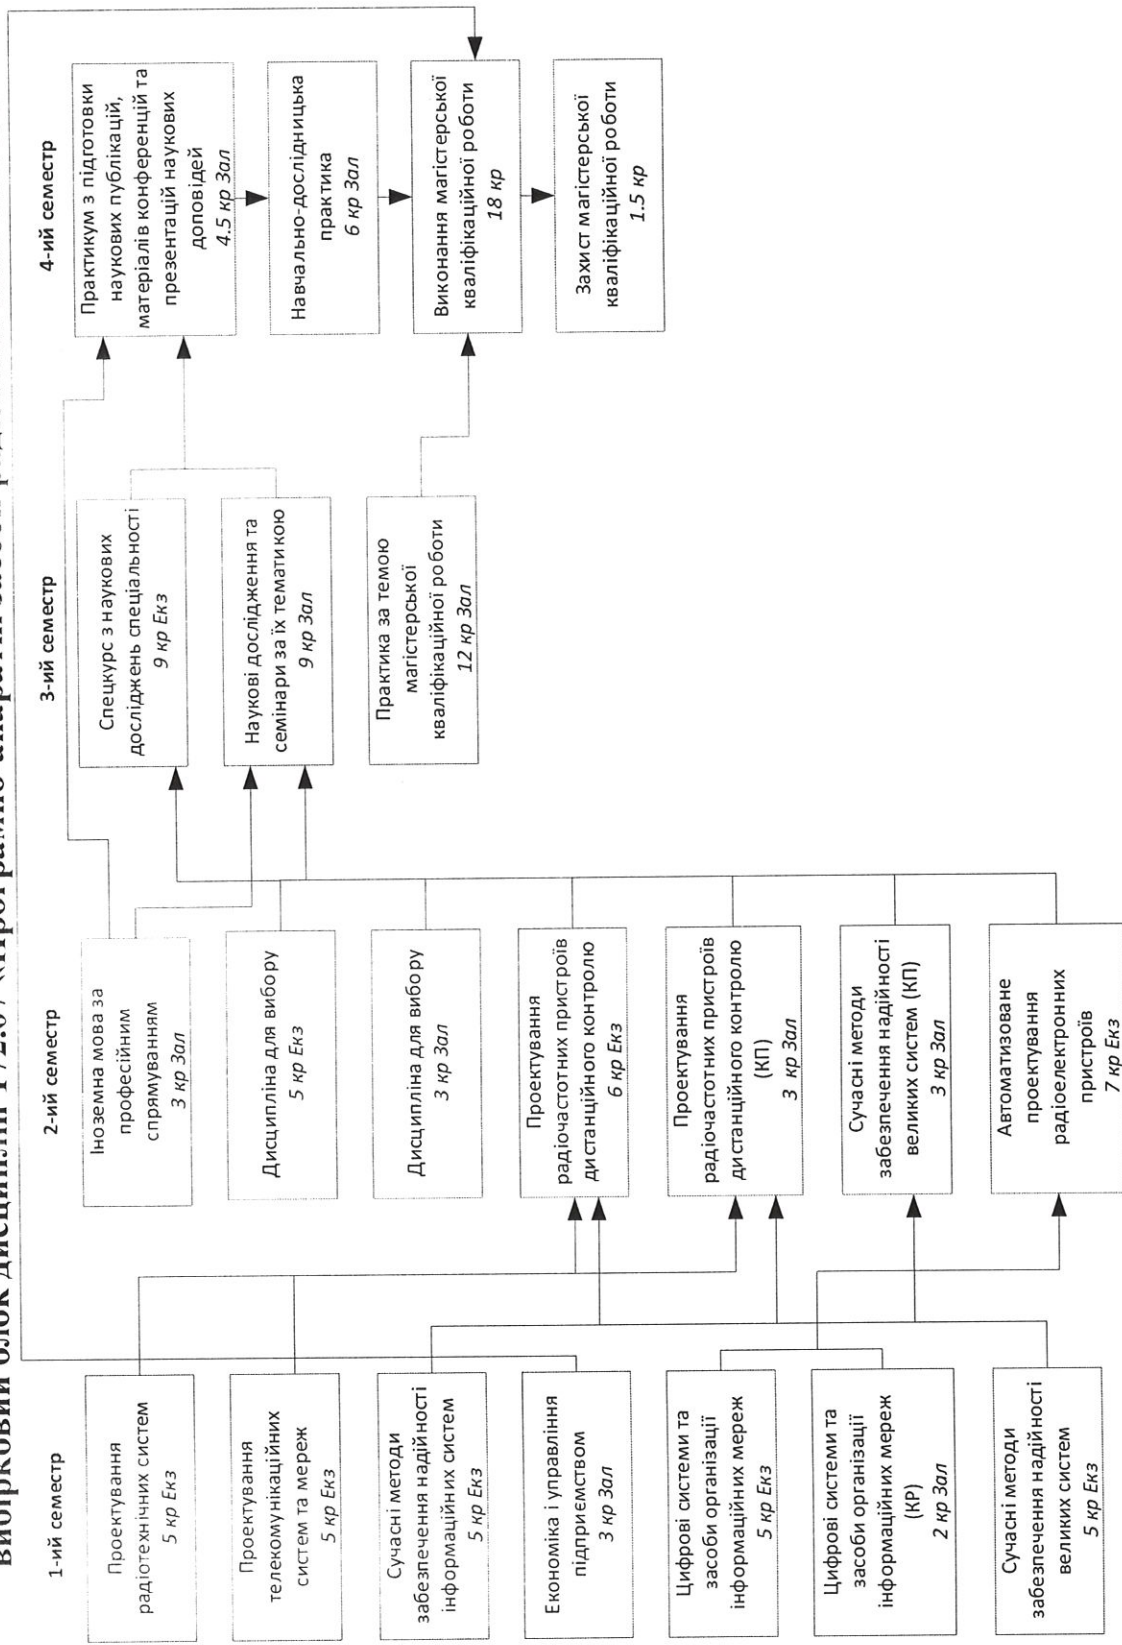 1-ий семестр
Проектування
радіотехнічних систем
5 кр Екз
Проектування
телекомунікаційних
систем та мереж
5 кр Екз
Сучасні методи
забезпечення надійності
інформаційних систем
5 кр Екз
Економіка і управління
підприємством
3 кр Зал
Цифрові системи та
засоби організації
інформаційних мереж
5 кр Екз
Цифрові системи та
засоби організації
інформаційних мереж
(КР)
2 кр Зал
Сучасні методи
забезпечення надійності
великих систем
5 кр Екз
2-ий семестр
Іноземна мова за
професійним
спрямуванням
3 кр Зал
Дисципліна для вибору
5 кр Екз
Дисципліна для вибору
3 кр Зал
Проектування
радіочастотних пристроїв
дистанційного контролю
6 кр Екз
Проектування
радіочастотних пристроїв
дистанційного контролю
(КП)
3 кр Зал
Сучасні методи
забезпечення надійності
великих систем (КП)
3 кр Зал
Автоматизоване
проектування
радіоелектронних
пристроїв
7 кр Екз
3-ий семестр
Спецкурс з наукових
досліджень спеціальності
9 кр Екз
Наукові дослідження та
семінари за їх тематикою
9 кр Зал
Практика за темою
магістерської
кваліфікаційної роботи
12 кр Зал
4-ий семестр
Практикум з підготовки
наукових публікацій,
матеріалів конференцій та
презентацій наукових
доповідей
4.5 кр Зал
Навчально-дослідницька
практика
6 кр Зал
Виконання магістерської
кваліфікаційної роботи
18 кр
Захист магістерської
кваліфікаційної роботи
1.5 кр